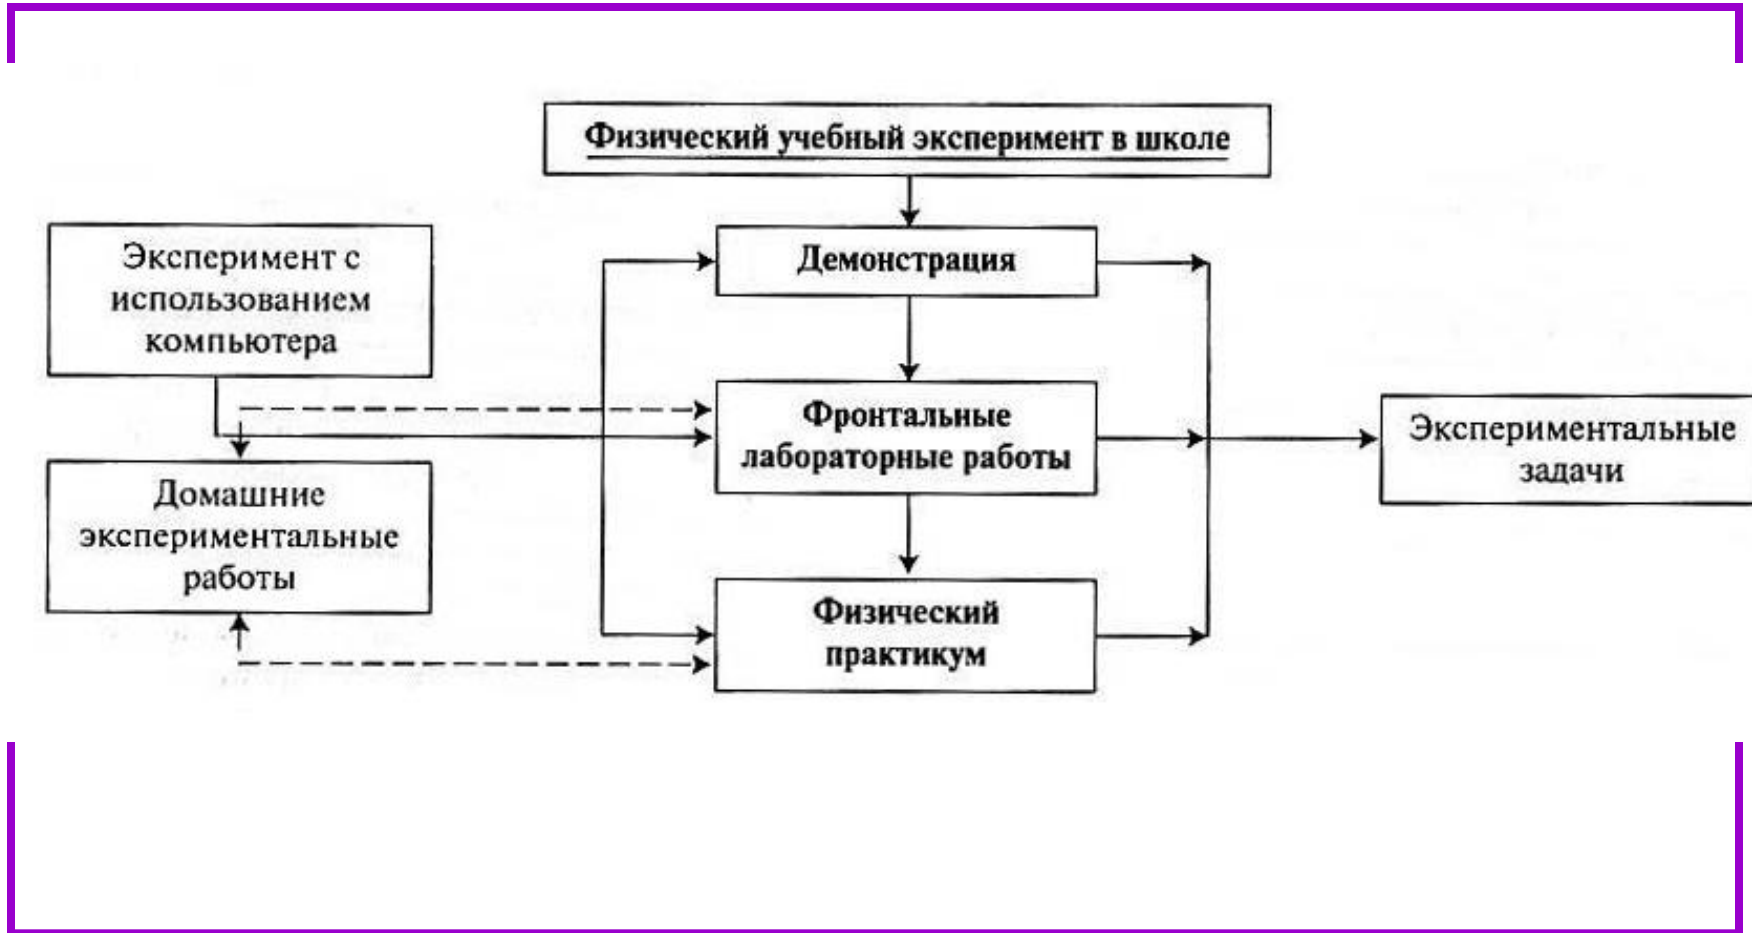 Физический учебный эксперимент в школе
Эксперимент с
использованием
компьютера
Демонстрация
Фронтальные
лабораторные работы
Экспериментальные
задачи
Домашние
экспериментальные
работы
Физический
практикум